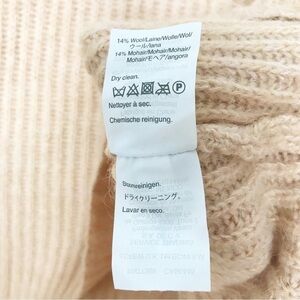 14% Wool/Laine/Wolle/Wol/
ウール/lana
14% Mohair/Mohair/Mohair/
Mohair/モヘア/angora
Dry clean.
Nettoyer à sec.
Chemische reinigung.
Stomreinigen.
ドライクリーニング。
Lavar en seco.